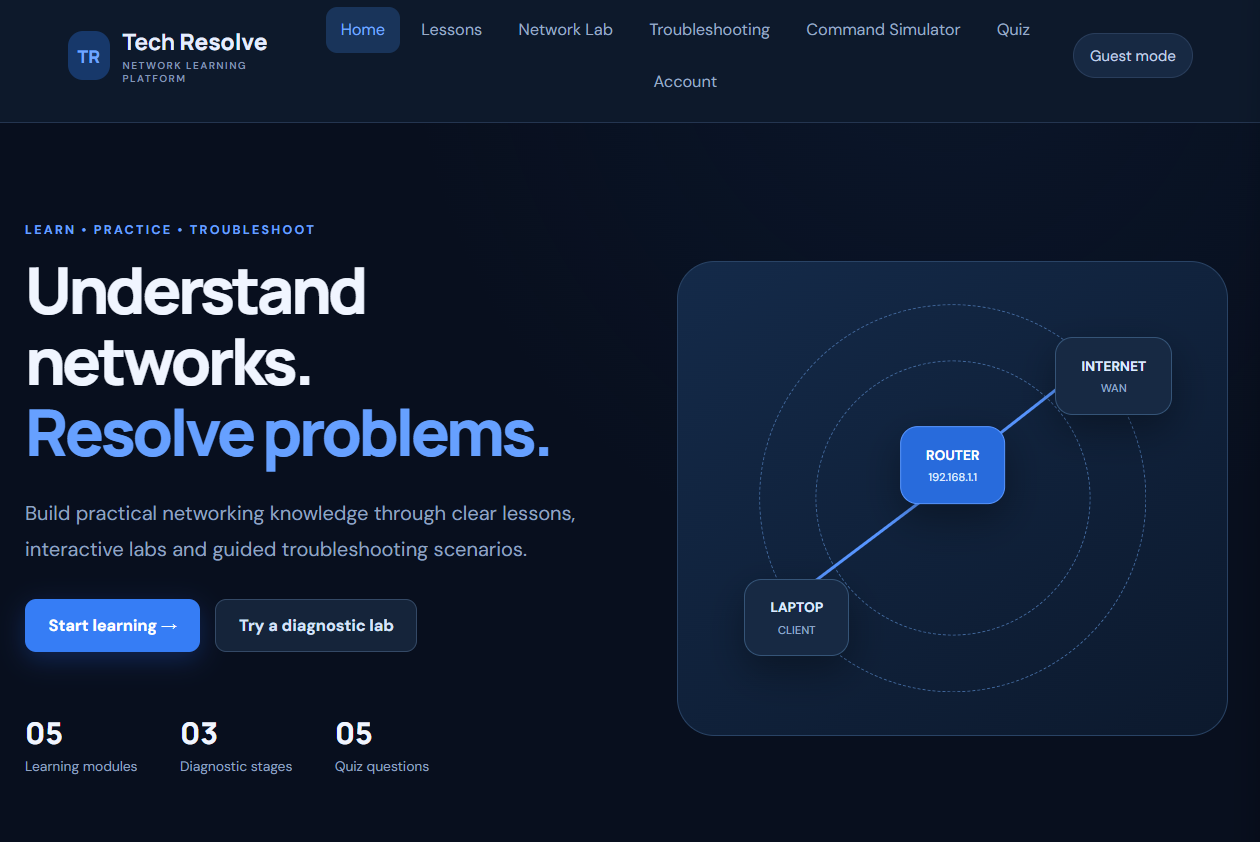 TR
Tech Resolve
NETWORK LEARNING
PLATFORM
Home
Lessons
Network Lab
Troubleshooting
Command Simulator
Quiz
Account
Guest mode
LEARN • PRACTICE • TROUBLESHOOT
Understand
networks.
Resolve problems.
Build practical networking knowledge through clear lessons,
interactive labs and guided troubleshooting scenarios.
Start learning →
Try a diagnostic lab
05
Learning modules
03
Diagnostic stages
05
Quiz questions
INTERNET
WAN
ROUTER
192.168.1.1
LAPTOP
CLIENT